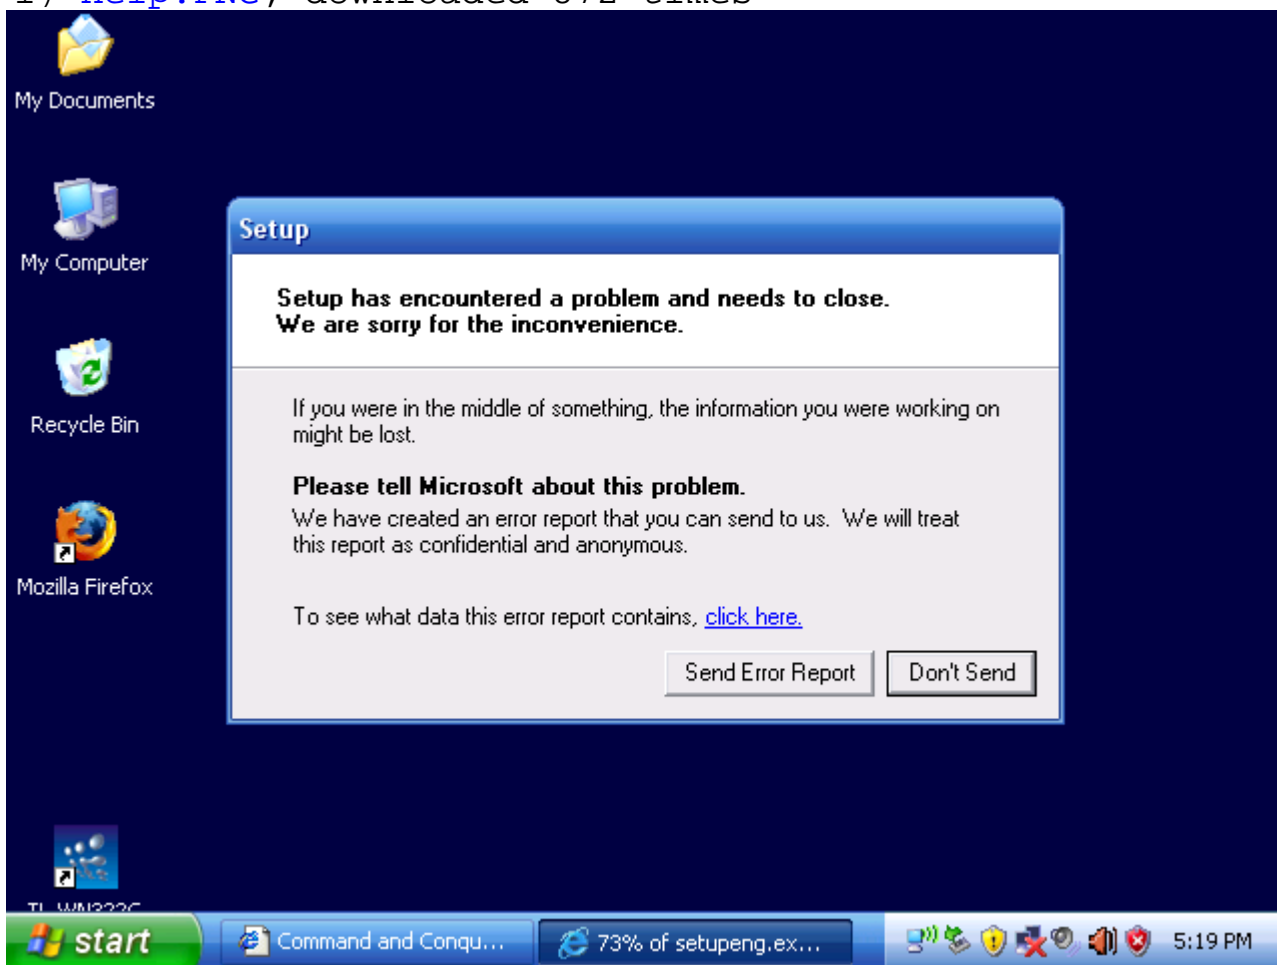 My Documents
My Computer
Recycle Bin
Mozilla Firefox
Setup
Setup has encountered a problem and needs to close.
We are sorry for the inconvenience.
If you were in the middle of something, the information you were working on
might be lost.
Please tell Microsoft about this problem.
We have created an error report that you can send to us. We will treat
this report as confidential and anonymous.
To see what data this error report contains, click here.
Send Error Report Don't Send
start Command and Conqu... 73% of setupeng.ex... 5:19 PM